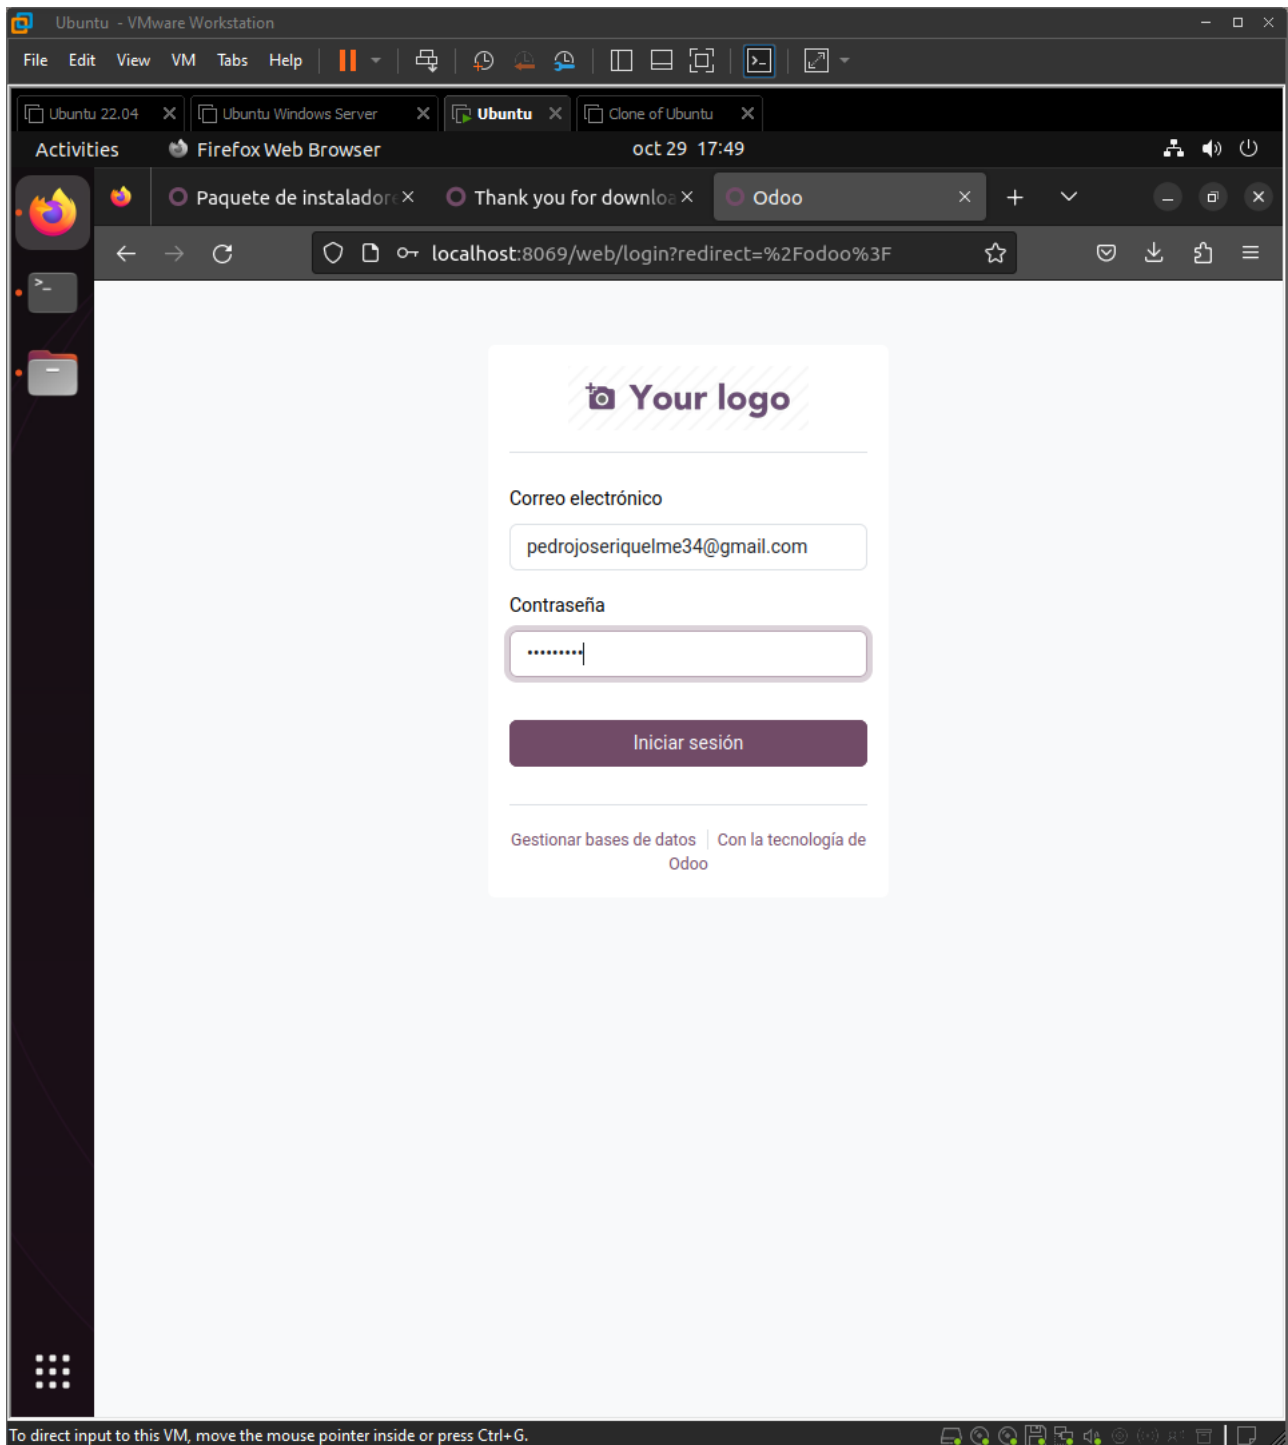 Ubuntu - VMware Workstation
File Edit View VM Tabs Help
Ubuntu 22.04 Ubuntu Windows Server Ubuntu Clone of Ubuntu
Activities Firefox Web Browser oct 29 17:49
Paquete de instalador Thank you for downloa Odoo
localhost:8069/web/login?redirect=%2Fodoo%3F
Your logo
Correo electrónico
pedrojoseriquelme34@gmail.com
Contraseña
•••••••••
Iniciar sesión
Gestionar bases de datos Con la tecnología de
Odoo
To direct input to this VM, move the mouse pointer inside or press Ctrl+G.